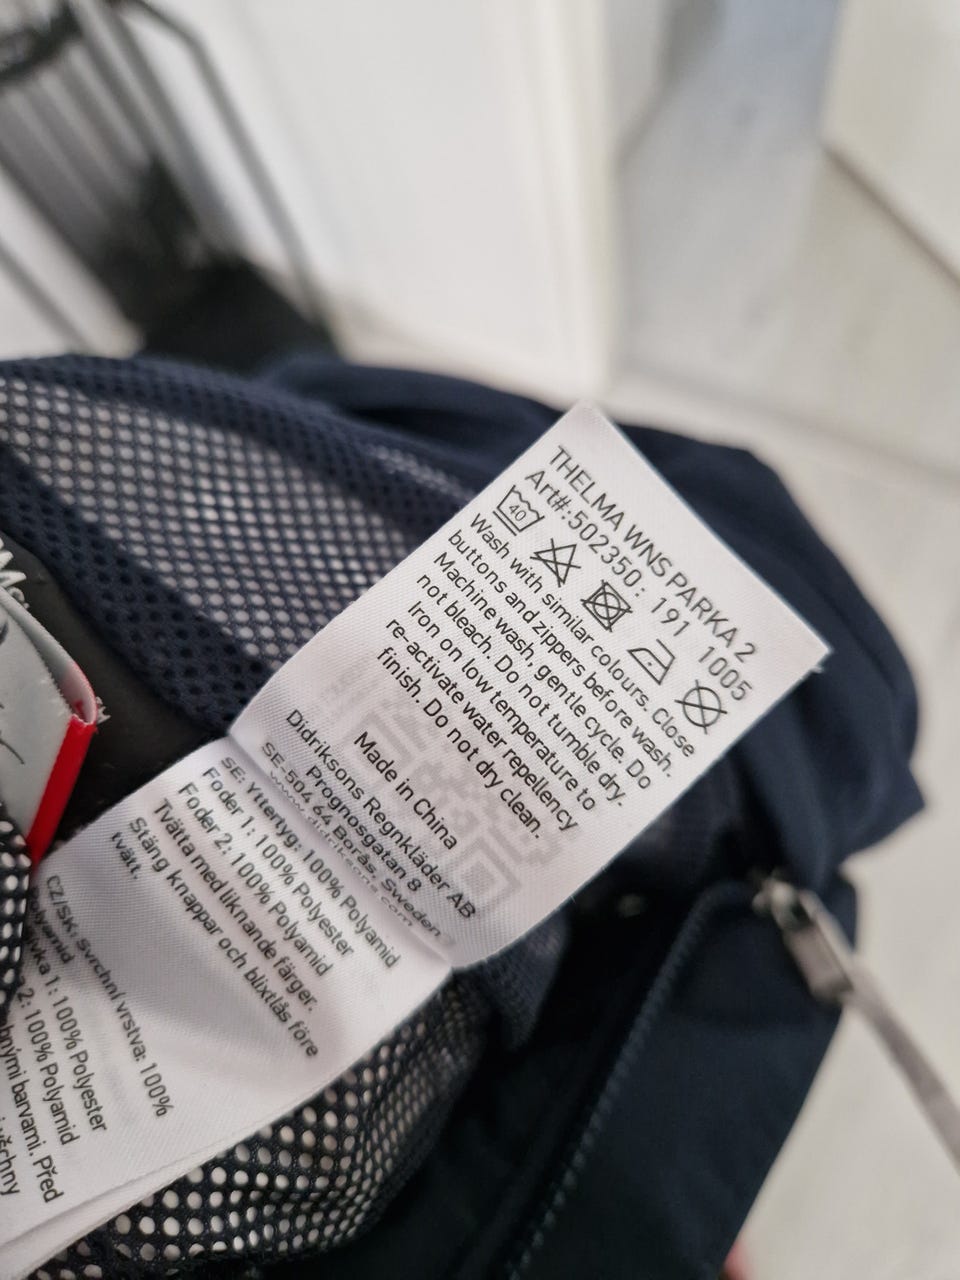 THELMA WNS PARKA 2
Art#:502350 : 191 1005
40
Wash with similar colours. Close
buttons and zippers before wash.
Machine wash, gentle cycle. Do
not bleach. Do not tumble dry.
Iron on low temperature to
re-activate water repellency
finish. Do not dry clean.
Made in China
Didriksons Regnkläder AB
Prognosgatan 8
SE-504 64 Borås, Sweden
www.didriksons.com
SE: Yttertyg: 100% Polyamid
Foder 1: 100% Polyester
Foder 2: 100% Polyamid
Tvätta med liknande färger.
Stäng knappar och blixtlås före
tvätt.
CZ/SK: Svrchní vrstva: 100%
1: 100% Polyester
2: 100% Polyamid
barvami. Před